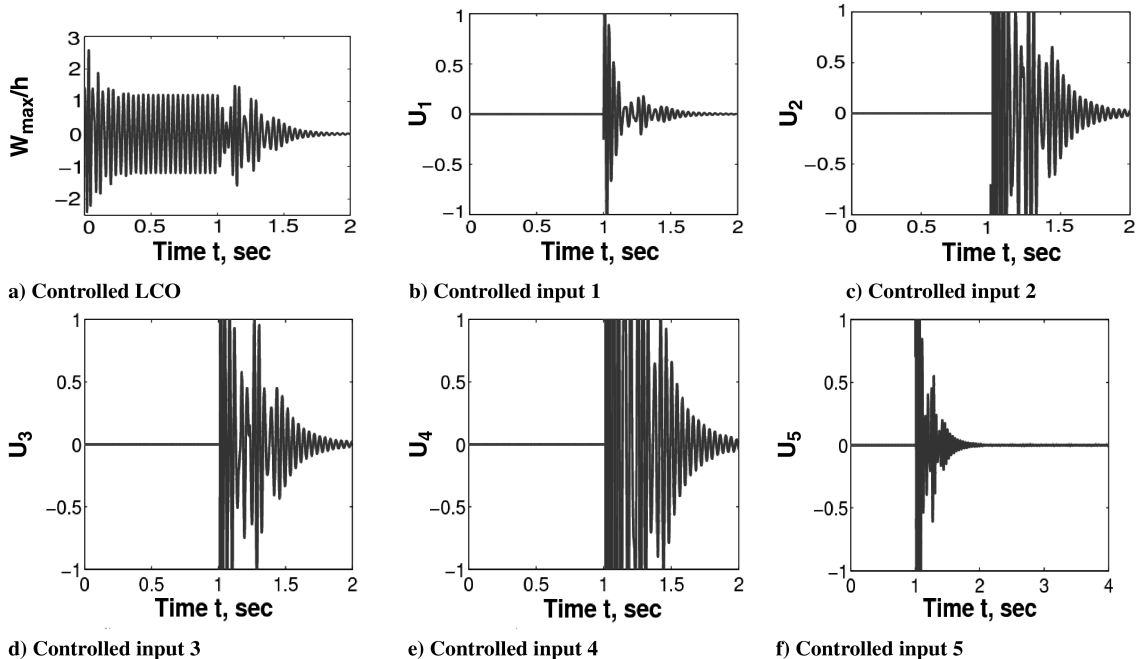 3
2
1
0
−1
−2
W_max/h
0 0.5 1 1.5 2
Time t, sec
a) Controlled LCO
1
0.5
0
−0.5
−1
U_1
0 0.5 1 1.5 2
Time t, sec
b) Controlled input 1
1
0.5
0
−0.5
−1
U_2
0 0.5 1 1.5 2
Time t, sec
c) Controlled input 2
1
0.5
0
−0.5
−1
U_3
0 0.5 1 1.5 2
Time t, sec
d) Controlled input 3
1
0.5
0
−0.5
−1
U_4
0 0.5 1 1.5 2
Time t, sec
e) Controlled input 4
1
0.5
0
−0.5
−1
U_5
0 1 2 3 4
Time t, sec
f) Controlled input 5